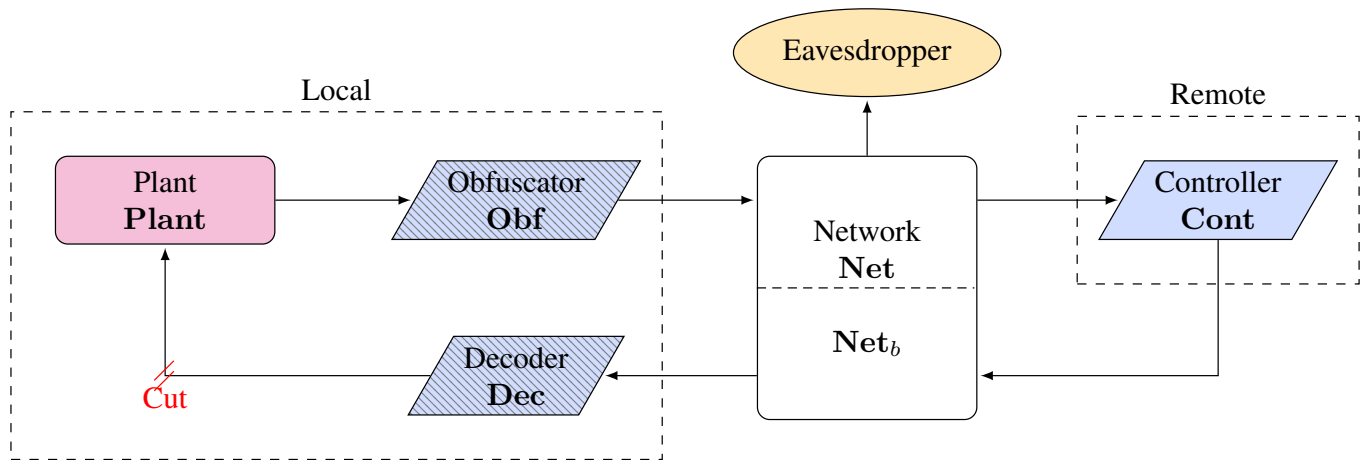 Eavesdropper
Local
Remote
Plant
Plant
Obfuscator
Obf
Network
Net
Controller
Cont
Net_b
Decoder
Dec
Cut